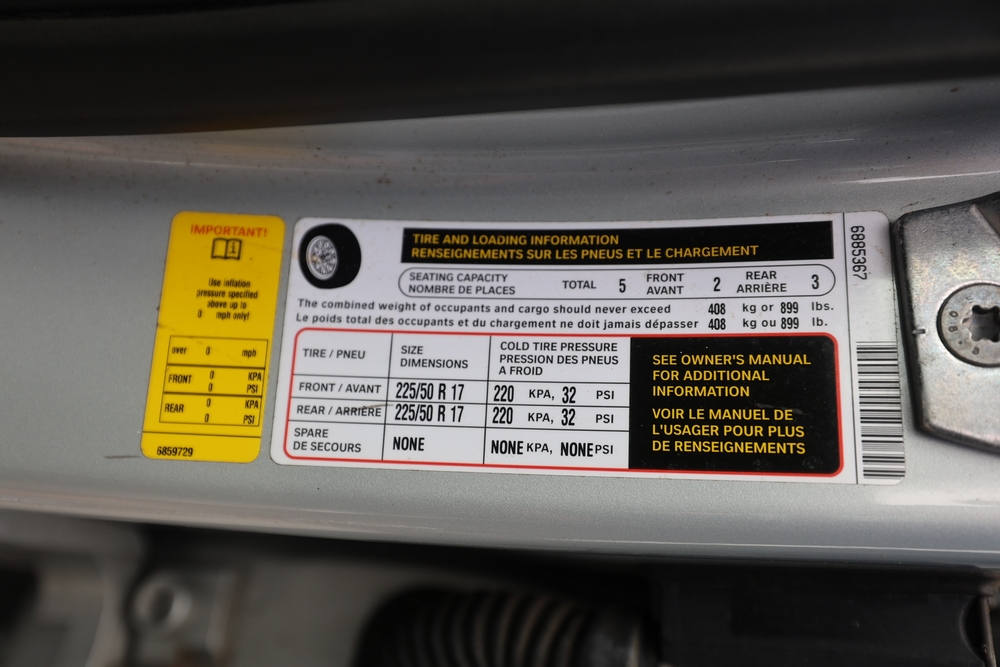 IMPORTANT!
Use inflation
pressure specified
above up to
0 mph only!
over 0 mph
FRONT 0 KPA
0 PSI
REAR 0 KPA
0 PSI
6859729
TIRE AND LOADING INFORMATION
RENSEIGNEMENTS SUR LES PNEUS ET LE CHARGEMENT
SEATING CAPACITY
NOMBRE DE PLACES
TOTAL 5
FRONT
AVANT
2
REAR
ARRIÈRE
3
The combined weight of occupants and cargo should never exceed 408 kg or 899 lbs.
Le poids total des occupants et du chargement ne doit jamais dépasser 408 kg ou 899 lb.
TIRE / PNEU
SIZE
DIMENSIONS
COLD TIRE PRESSURE
PRESSION DES PNEUS
A FROID
FRONT / AVANT 225/50 R 17 220 KPA, 32 PSI
REAR / ARRIÈRE 225/50 R 17 220 KPA, 32 PSI
SPARE
DE SECOURS
NONE NONE KPA, NONE PSI
SEE OWNER'S MANUAL
FOR ADDITIONAL
INFORMATION
VOIR LE MANUEL DE
L'USAGER POUR PLUS
DE RENSEIGNEMENTS
6885367